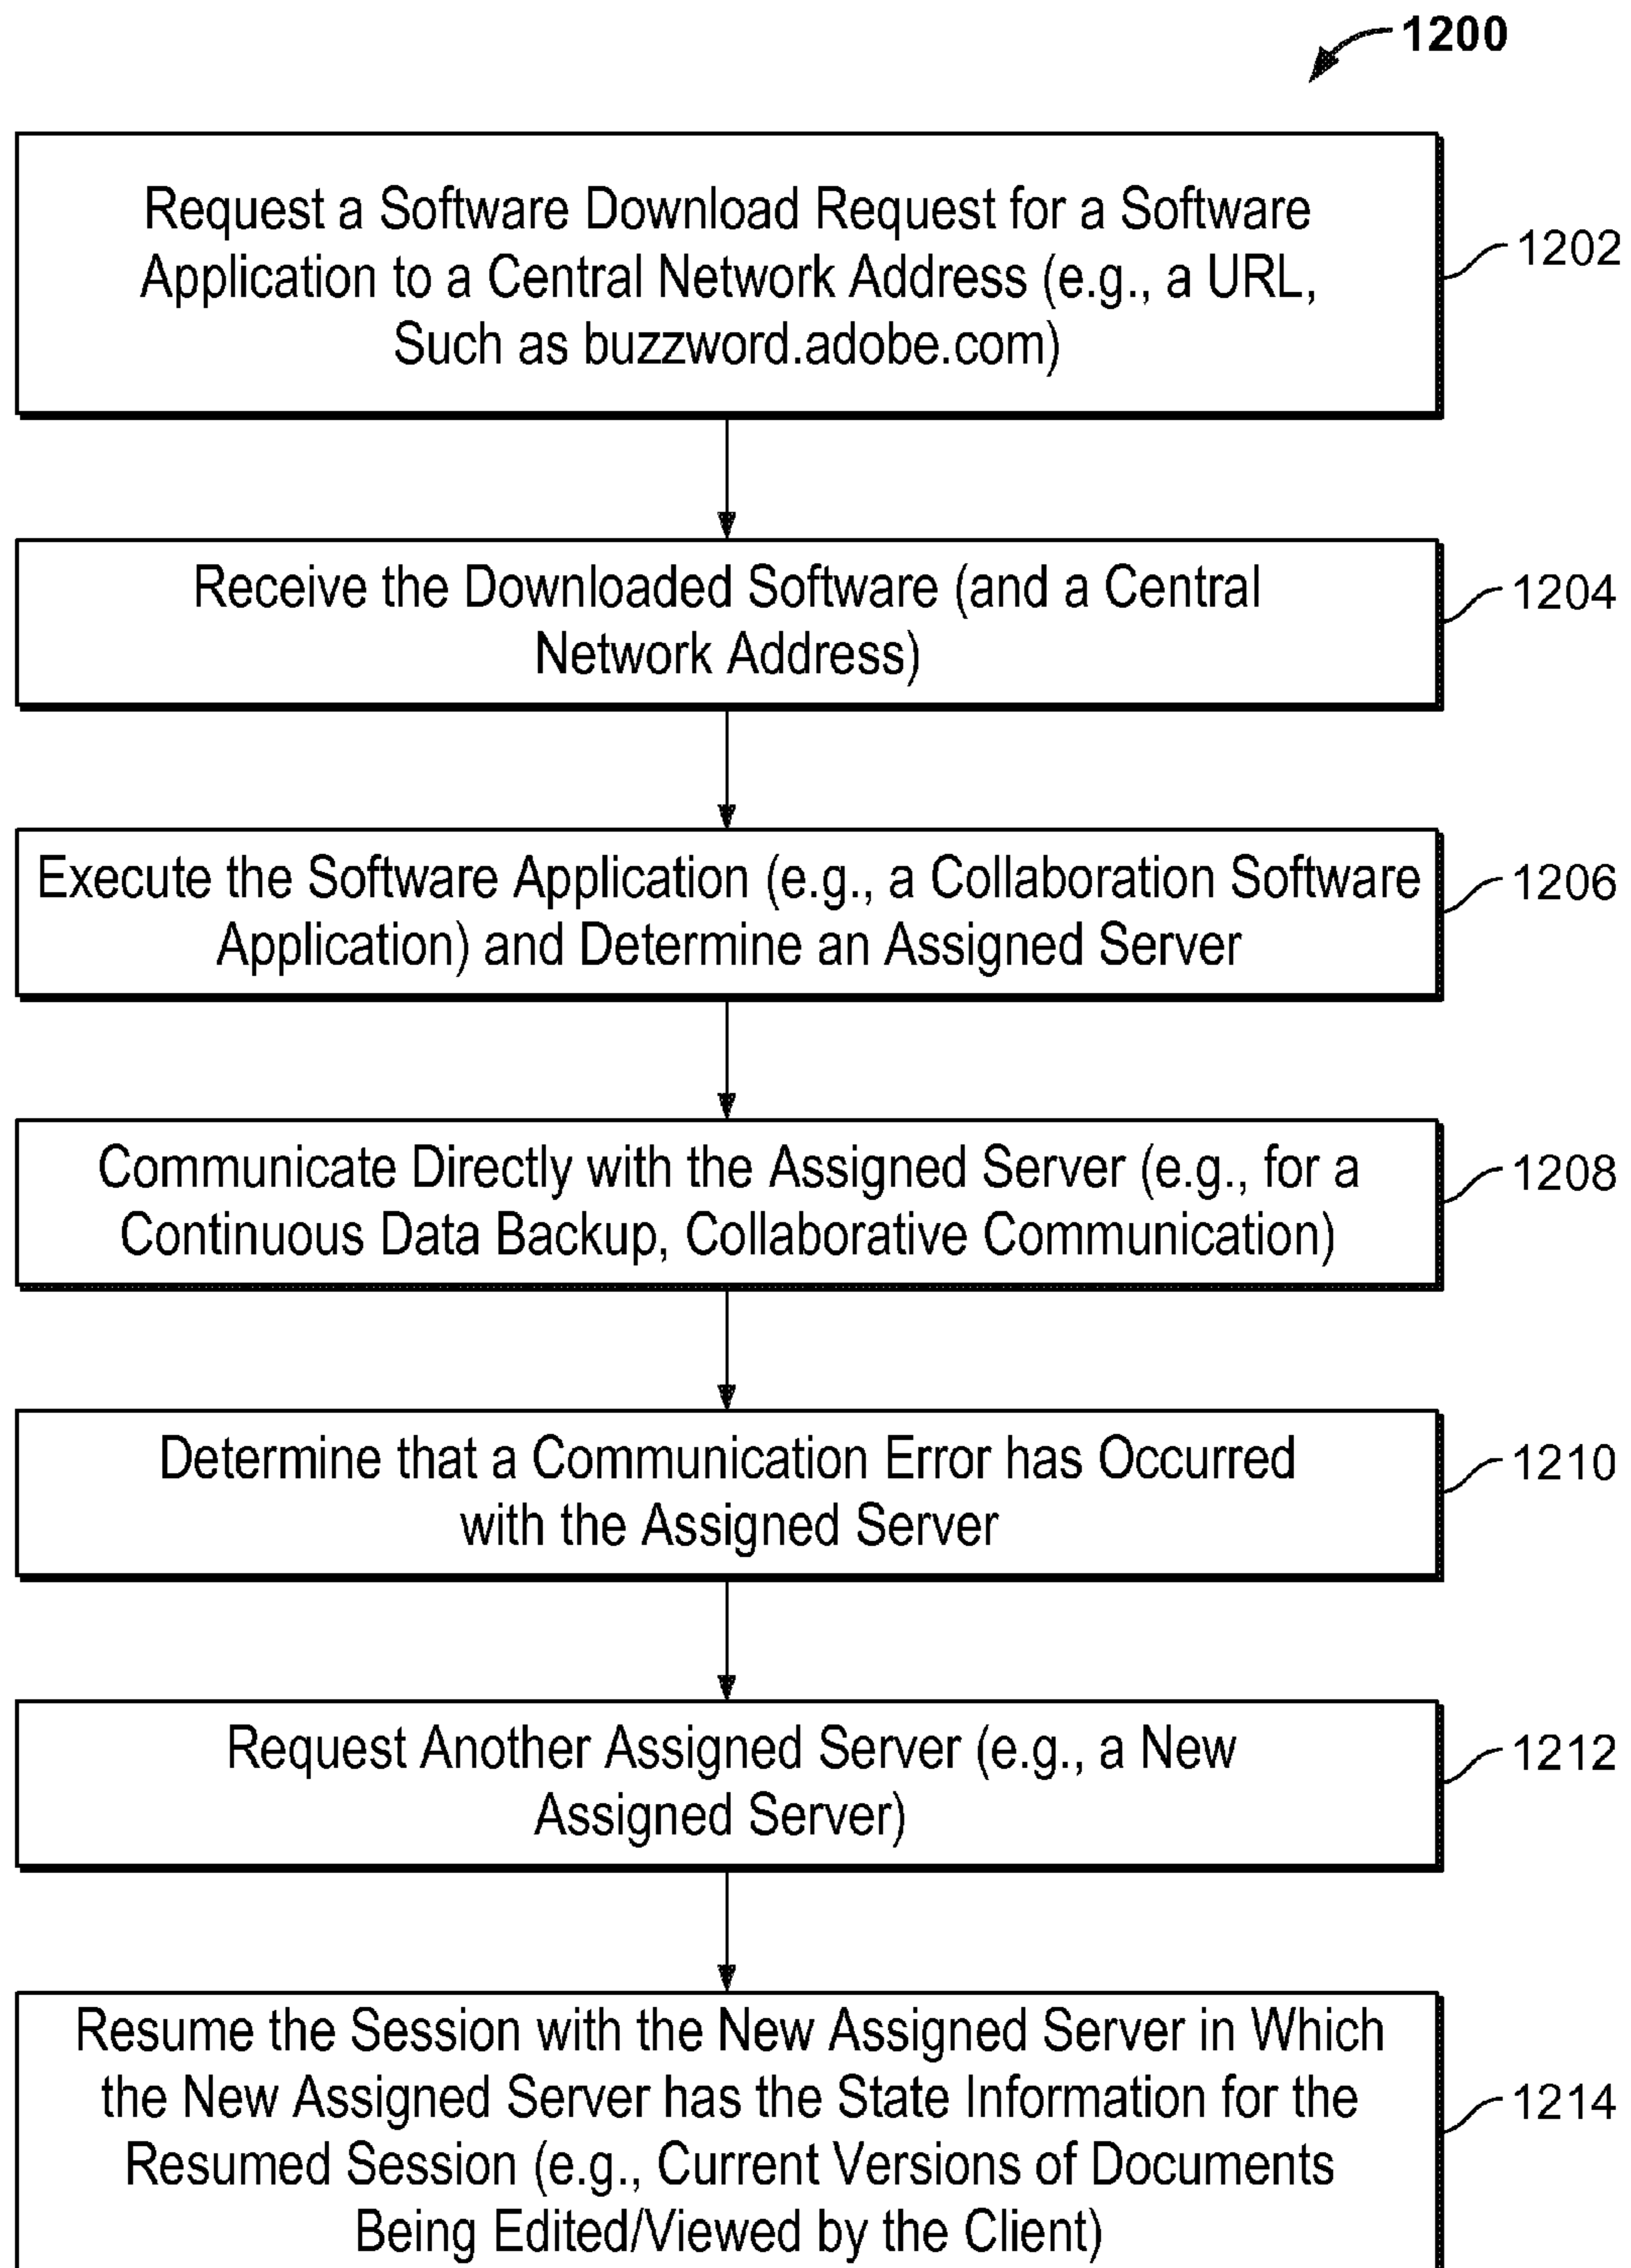 1200
Request a Software Download Request for a Software
Application to a Central Network Address (e.g., a URL,
Such as buzzword.adobe.com)
1202
Receive the Downloaded Software (and a Central
Network Address)
1204
Execute the Software Application (e.g., a Collaboration Software
Application) and Determine an Assigned Server
1206
Communicate Directly with the Assigned Server (e.g., for a
Continuous Data Backup, Collaborative Communication)
1208
Determine that a Communication Error has Occurred
with the Assigned Server
1210
Request Another Assigned Server (e.g., a New
Assigned Server)
1212
Resume the Session with the New Assigned Server in Which
the New Assigned Server has the State Information for the
Resumed Session (e.g., Current Versions of Documents
Being Edited/Viewed by the Client)
1214